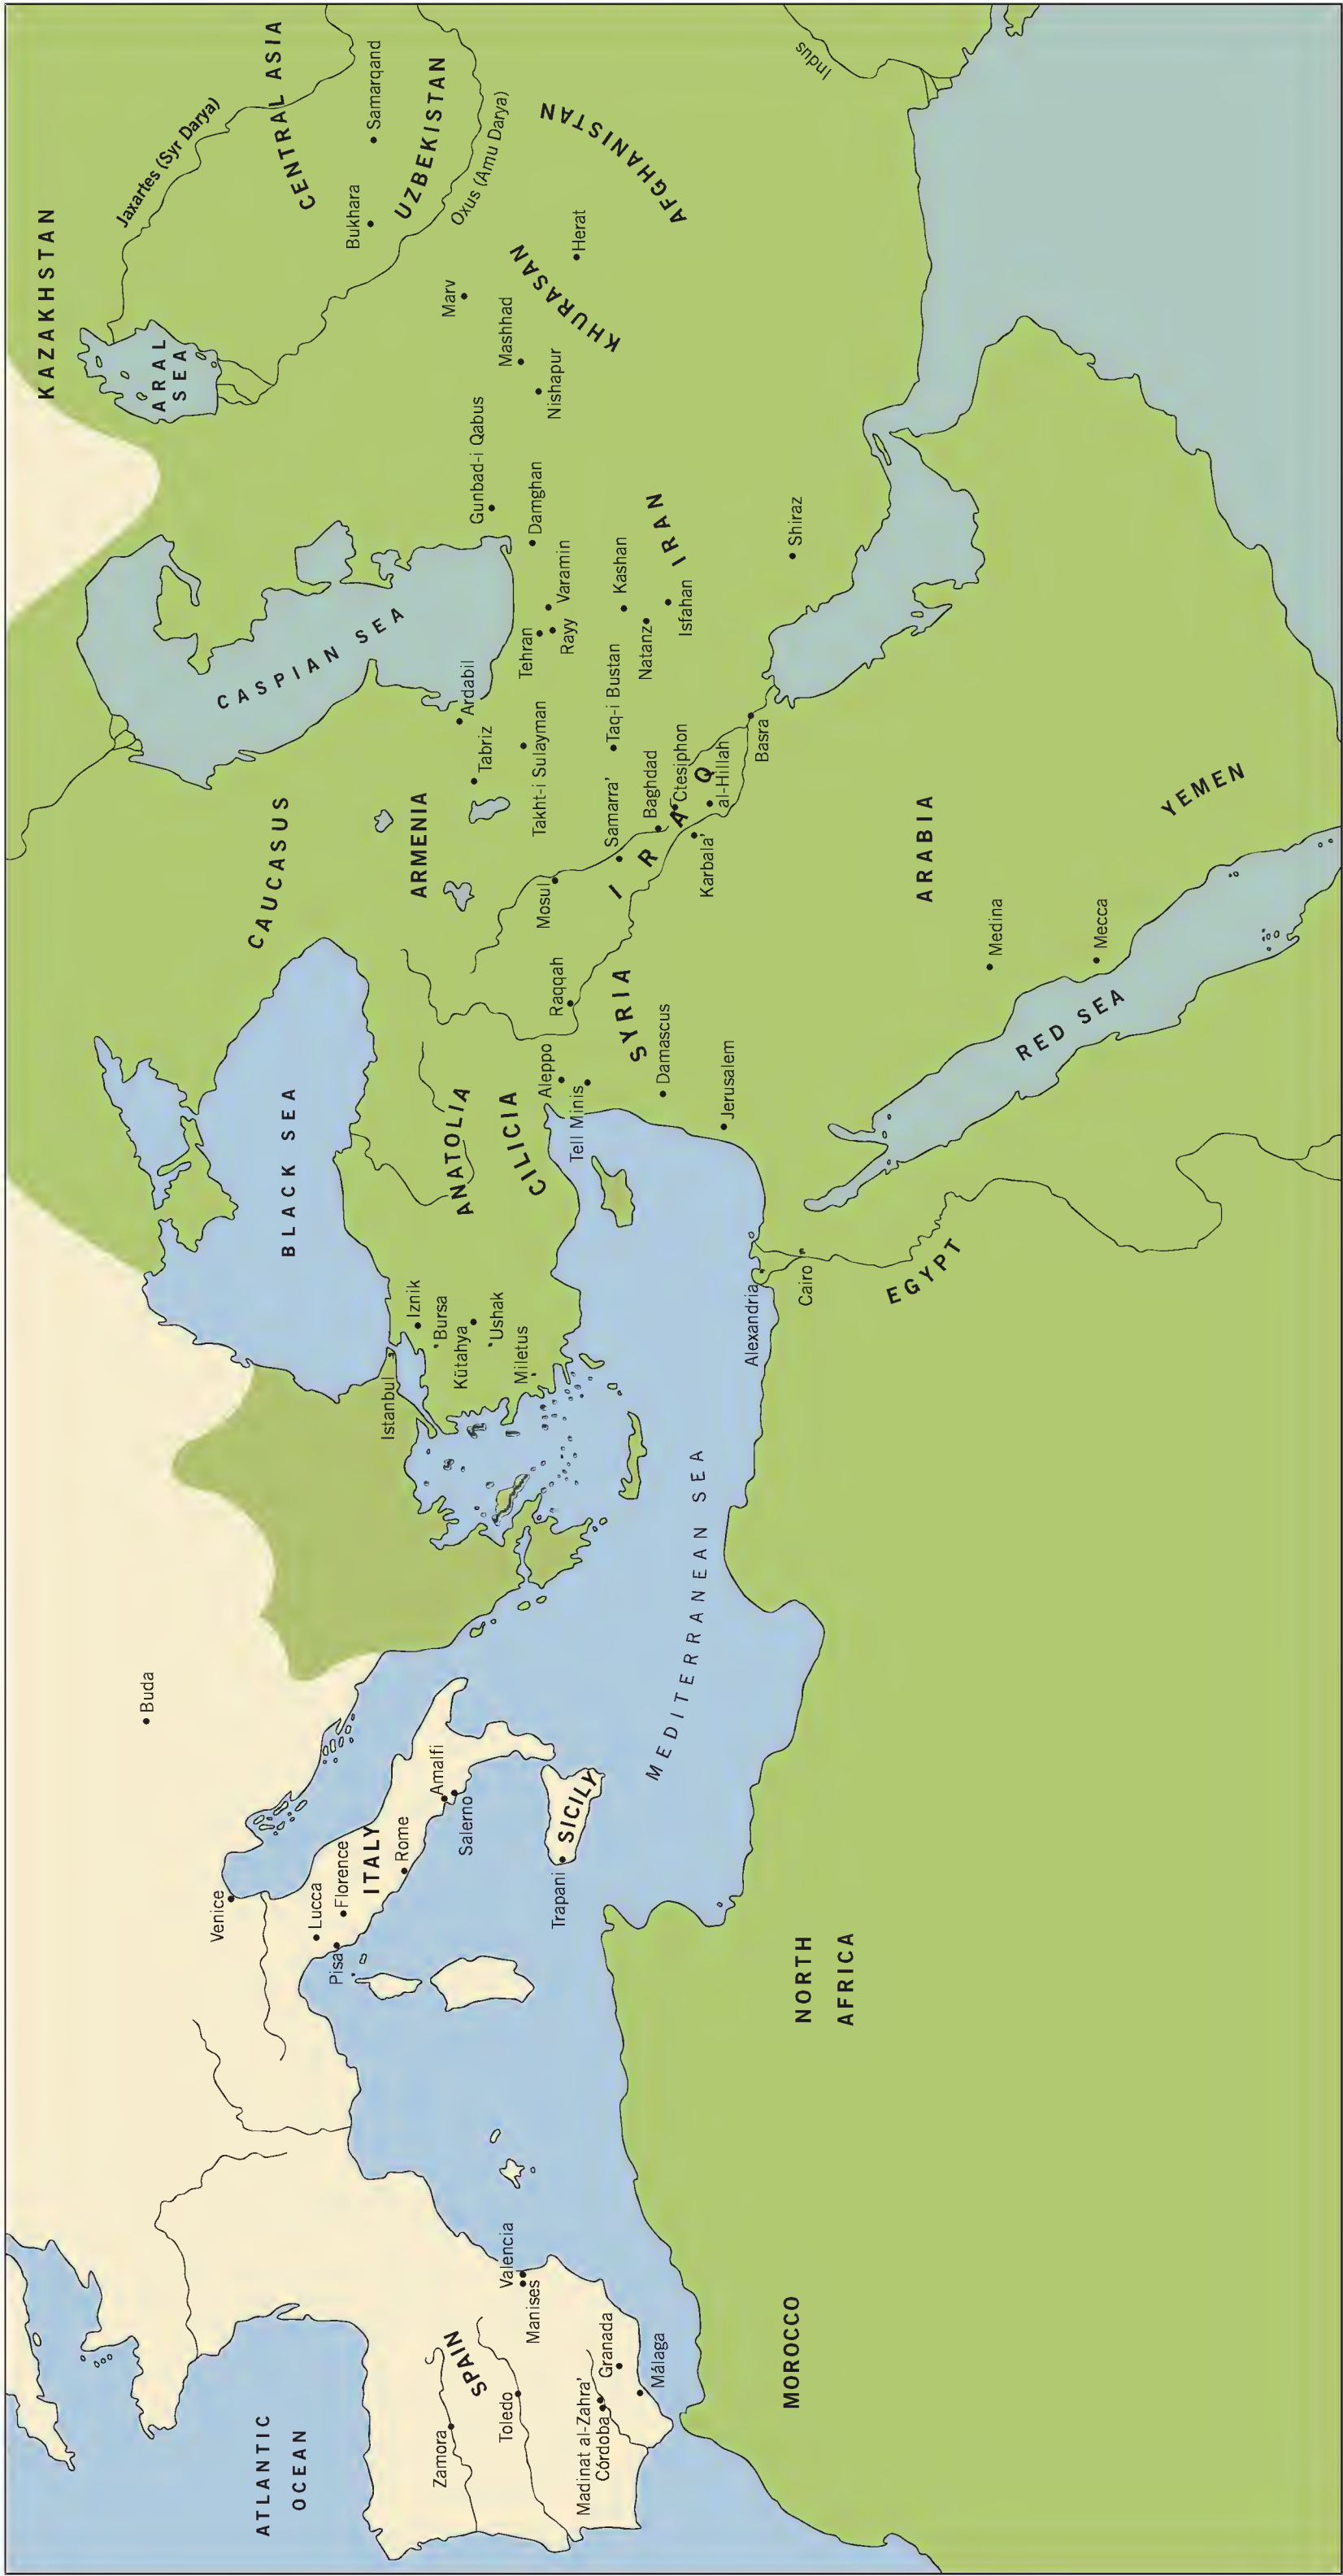 ATLANTIC
OCEAN
Zamora
SPAIN
Toledo
Valencia
Manises
Madinat al-Zahra'
Córdoba
Granada
Málaga
MOROCCO
NORTH
AFRICA
Venice
Lucca
Pisa
Florence
ITALY
Rome
Amalfi
Salerno
Trapani
SICILY
Buda
MEDITERRANEAN SEA
BLACK SEA
Istanbul
Iznik
Bursa
Kütahya
Ushak
Miletus
ANATOLIA
CILICIA
Aleppo
Tell Minis
SYRIA
Damascus
Jerusalem
Alexandria
Cairo
EGYPT
RED SEA
Medina
Mecca
ARABIA
YEMEN
CAUCASUS
ARMENIA
Raqqah
Mosul
Samarra'
IRAQ
Baghdad
Ctesiphon
Karbala'
al-Hillah
Basra
CASPIAN SEA
Ardabil
Tabriz
Takht-i Sulayman
Taq-i Bustan
Tehran
Rayy
Varamin
Kashan
Natanz
Isfahan
IRAN
Shiraz
Damghan
Gunbad-i Qabus
Nishapur
Mashhad
Marv
KHURASAN
Herat
AFGHANISTAN
KAZAKHSTAN
ARAL
SEA
Jaxartes (Syr Darya)
CENTRAL ASIA
Bukhara
Samarqand
UZBEKISTAN
Oxus (Amu Darya)
Indus